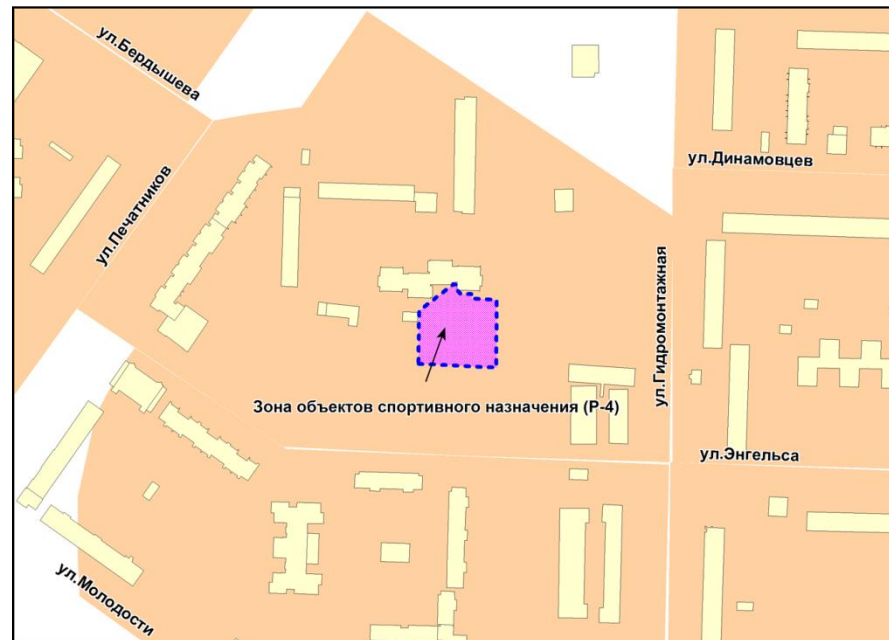 ул.Бердышева
ул.Динамовцев
ул.Печатников
ул.Гидромонтажная
Зона объектов спортивного назначения (Р-4)
ул.Энгельса
ул.Молодости